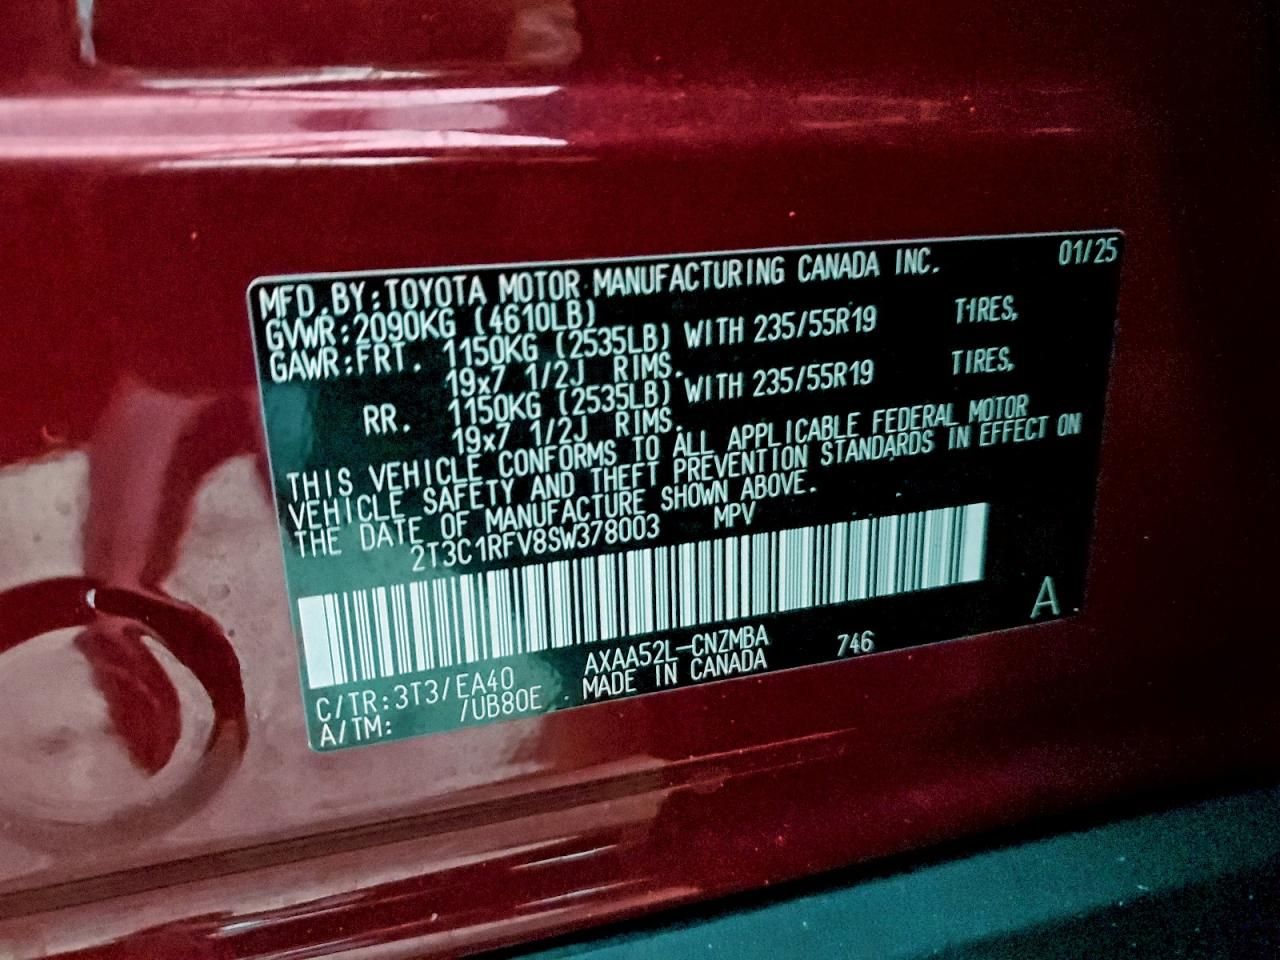 MFD.BY:TOYOTA MOTOR MANUFACTURING CANADA INC. 01/25
GVWR:2090KG (4610LB)
GAWR:FRT. 1150KG (2535LB) WITH 235/55R19 TIRES,
19x7 1/2J RIMS.
RR. 1150KG (2535LB) WITH 235/55R19 TIRES,
19x7 1/2J RIMS.
THIS VEHICLE CONFORMS TO ALL APPLICABLE FEDERAL MOTOR
VEHICLE SAFETY AND THEFT PREVENTION STANDARDS IN EFFECT ON
THE DATE OF MANUFACTURE SHOWN ABOVE.
2T3C1RFV8SW378003 MPV
A
C/TR:3T3/EA40 AXAA52L-CNZMBA 746
A/TM: /UB80E MADE IN CANADA